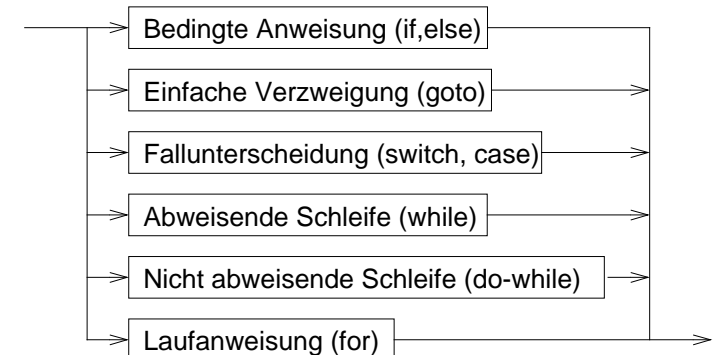 Bedingte Anweisung (if,else)
Einfache Verzweigung (goto)
Fallunterscheidung (switch, case)
Abweisende Schleife (while)
Nicht abweisende Schleife (do-while)
Laufanweisung (for)